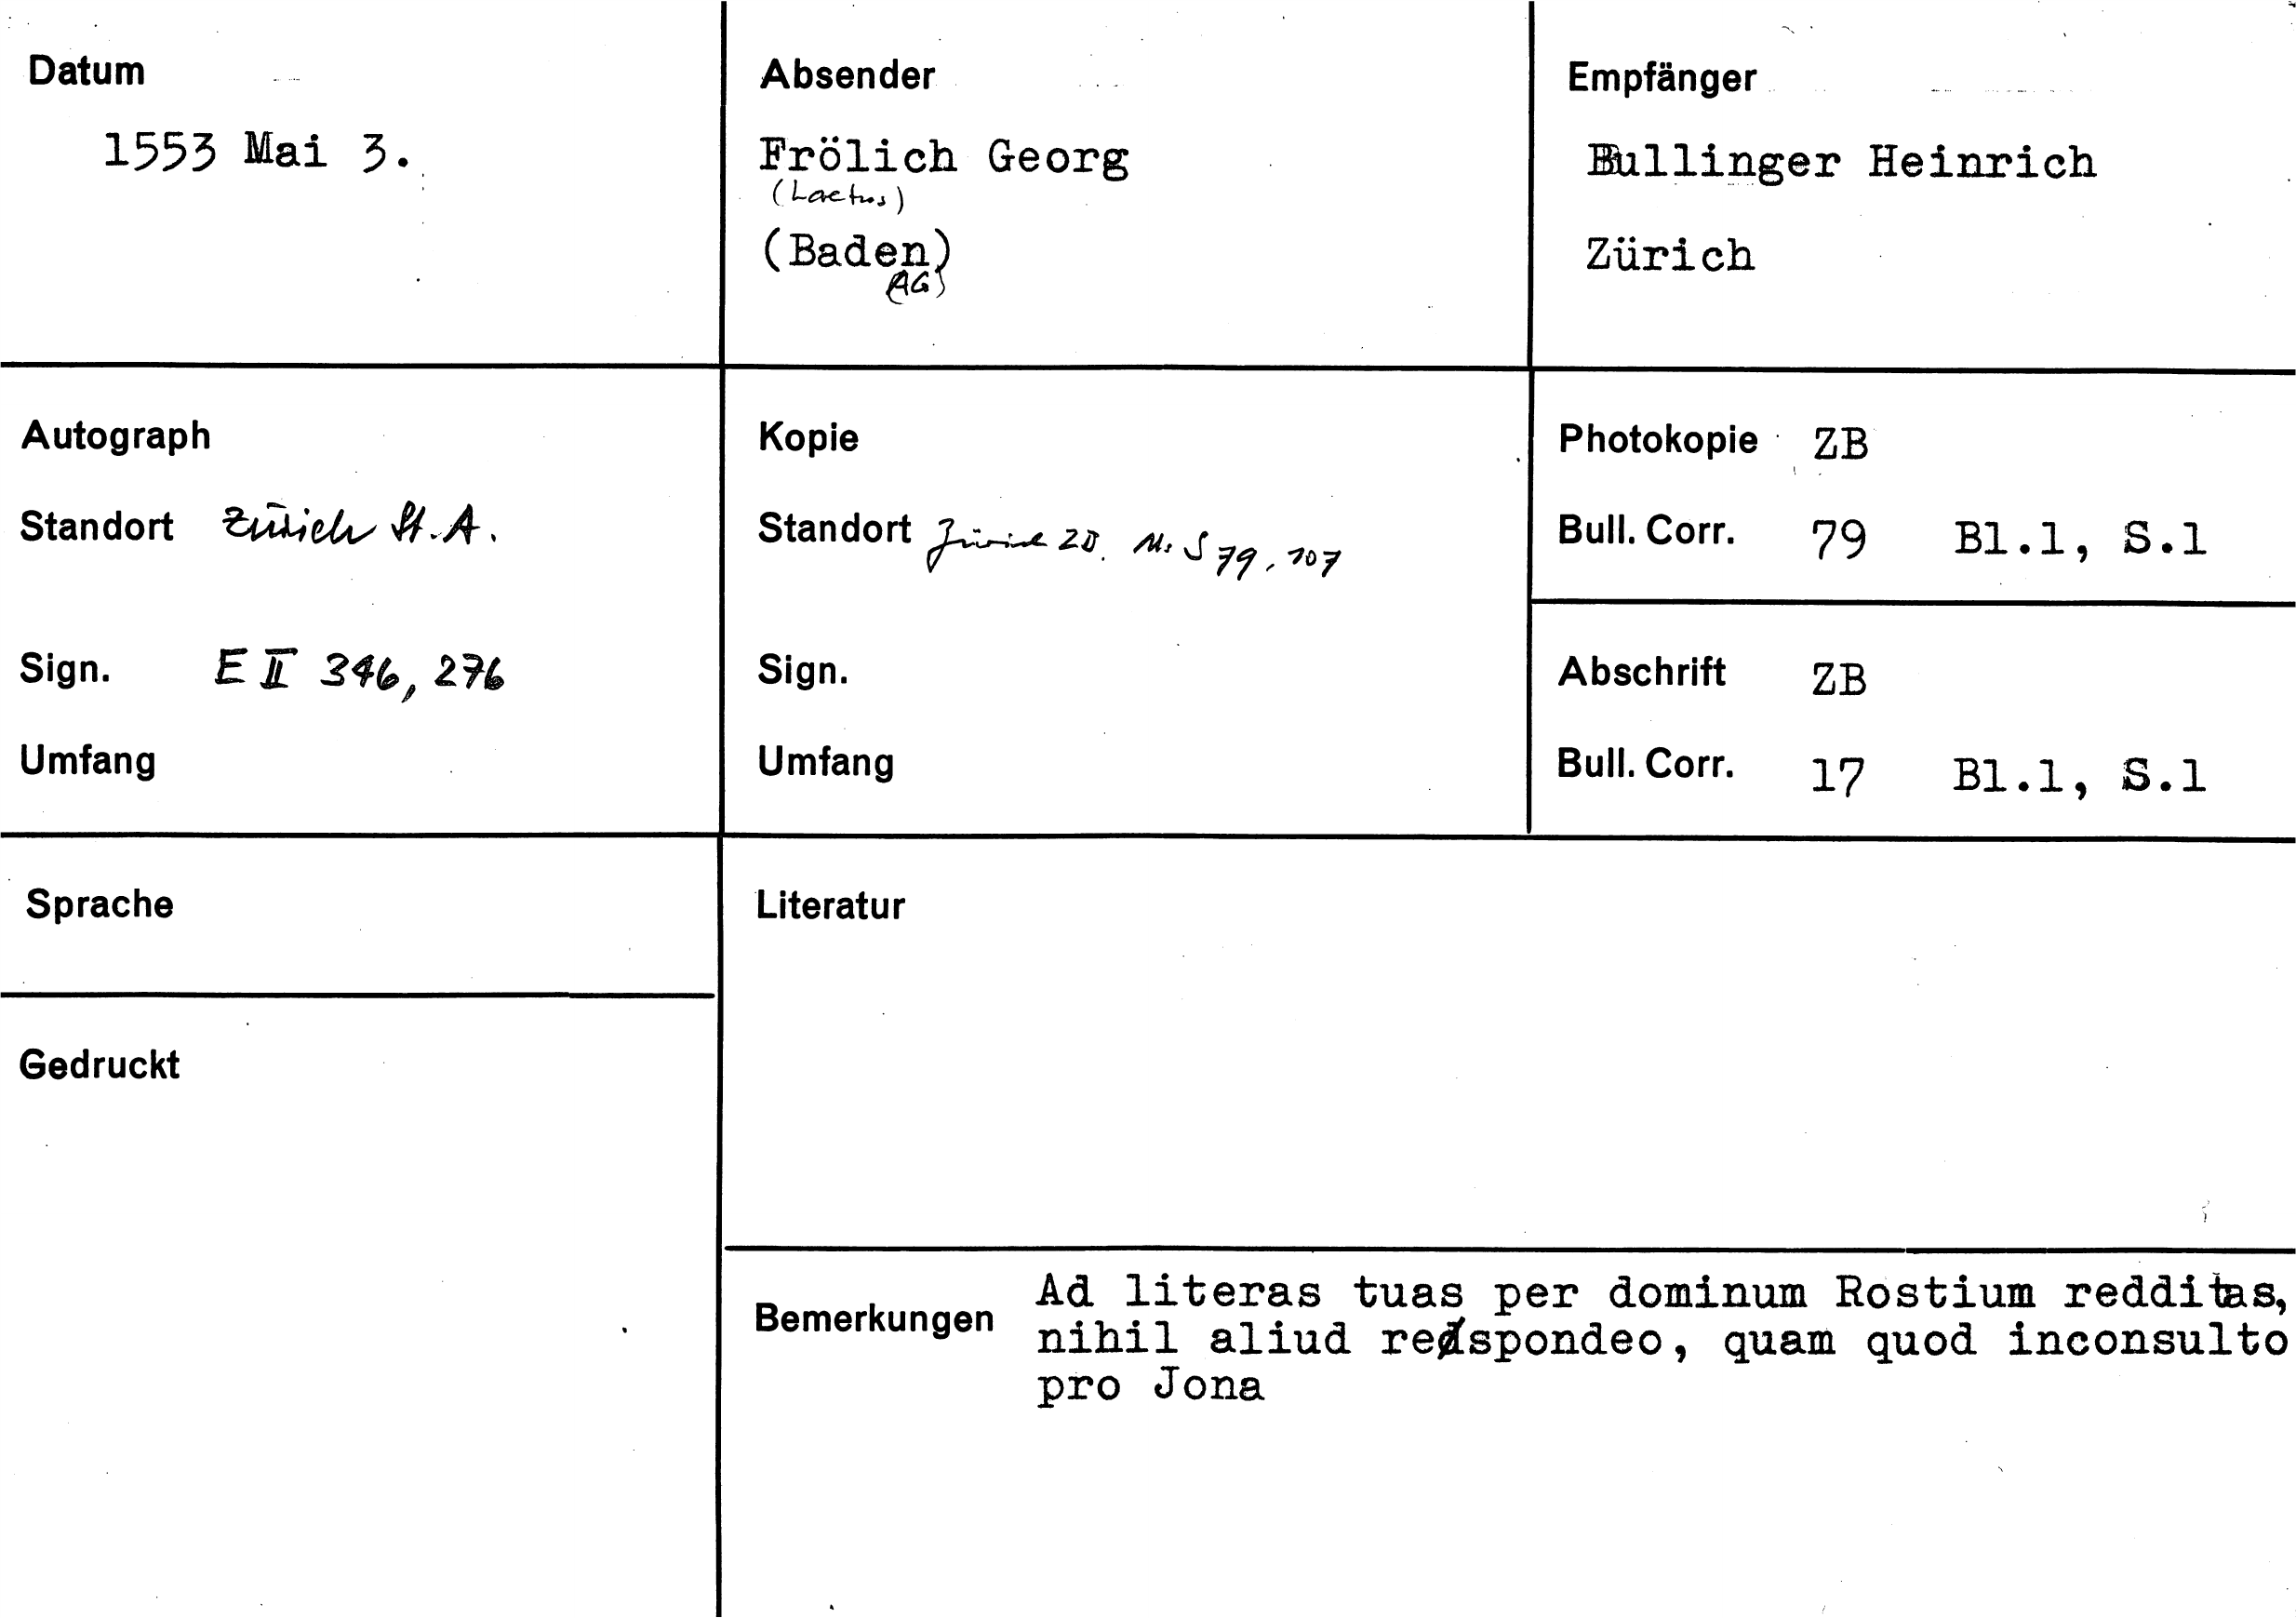 Datum
1553 Mai 3.
Absender
Frölich Georg
(Laetus)
(Baden)
(AG)
Empfänger
Bullinger Heinrich
Zürich
Autograph
Standort Zürich St.A.
Sign. E II 346, 276
Umfang
Kopie
Standort Zürich ZB. Ms S 79, 107
Sign.
Umfang
Photokopie ZB
Bull. Corr. 79 Bl.1, S.1
Abschrift ZB
Bull. Corr. 17 Bl.1, S.1
Sprache
Gedruckt
Literatur
Bemerkungen
Ad literas tuas per dominum Rostium redditas,
nihil aliud respondeo, quam quod inconsulto
pro Jona